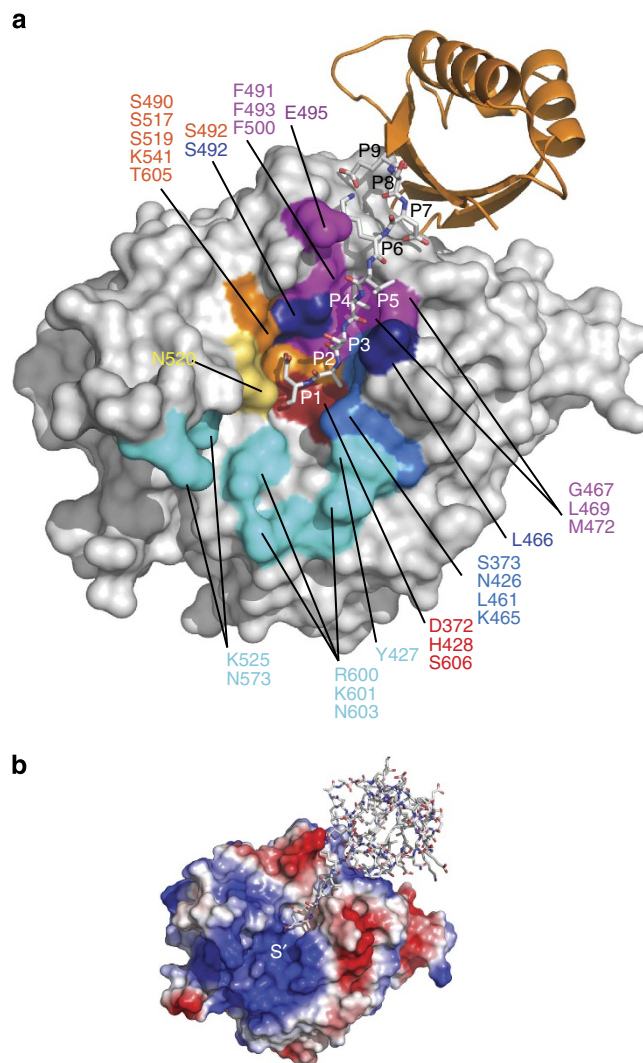 a
S490
S517
S519
K541
T605
S492
S492
F491
F493
F500
E495
P9
P8
P7
P6
P5
P4
P3
P2
P1
N520
G467
L469
M472
L466
S373
N426
L461
K465
D372
H428
S606
Y427
R600
K601
N603
K525
N573
b
S′